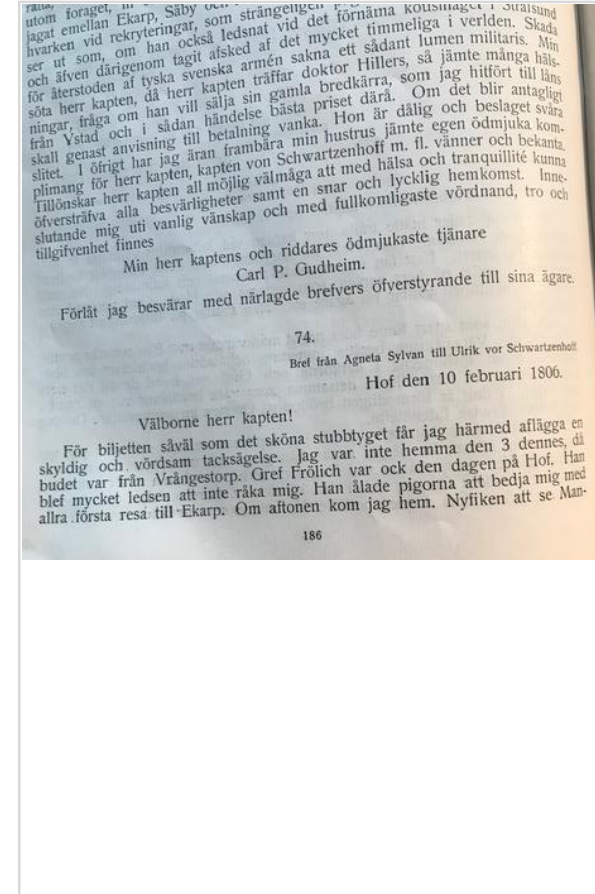 utom foraget,
jagat emellan Ekarp, Säby och
hvarken vid rekryteringar, som strängeligen
ser ut som, om han också ledsnat vid det förnäma Stralsund
och äfven därigenom tagit afsked af det mycket timmeliga i verlden. Skada
för återstoden af tyska svenska armén sakna ett sådant lumen militaris. Min
söta herr kapten, då herr kapten träffar doktor Hillers, så jämte många häls-
ningar, fråga om han vill sälja sin gamla bredkärra, som jag hitfört till låns
från Ystad och i sådan händelse bästa priset därå. Om det blir antagligt
skall genast anvisning till betalning vanka. Hon är dålig och beslaget svåra
slitet. I öfrigt har jag äran frambära min hustrus jämte egen ödmjuka kom-
plimang för herr kapten, kapten von Schwartzenhoff m. fl. vänner och bekanta.
Tillönskar herr kapten all möjlig välmåga att med hälsa och tranquillité kunna
öfversträfva alla besvärligheter samt en snar och lycklig hemkomst. Inne-
slutande mig uti vanlig vänskap och med fullkomligaste vördnad, tro och
tillgifvenhet finnes
Min herr kaptens och riddares ödmjukaste tjänare
Carl P. Gudheim.
Förlåt jag besvärar med närlagde brefvers öfverstyrande till sina ägare.
74.
Bref från Agneta Sylvan till Ulrik vor Schwartzenhoff
Hof den 10 februari 1806.
Välborne herr kapten!
För biljetten såväl som det sköna stubbtyget får jag härmed aflägga en
skyldig och vördsam tacksägelse. Jag var inte hemma den 3 dennes, då
budet var från Vrångestorp. Gref Frölich var ock den dagen på Hof. Han
blef mycket ledsen att inte råka mig. Han ålade pigorna att bedja mig med
allra första resa till Ekarp. Om aftonen kom jag hem. Nyfiken att se Man-
186